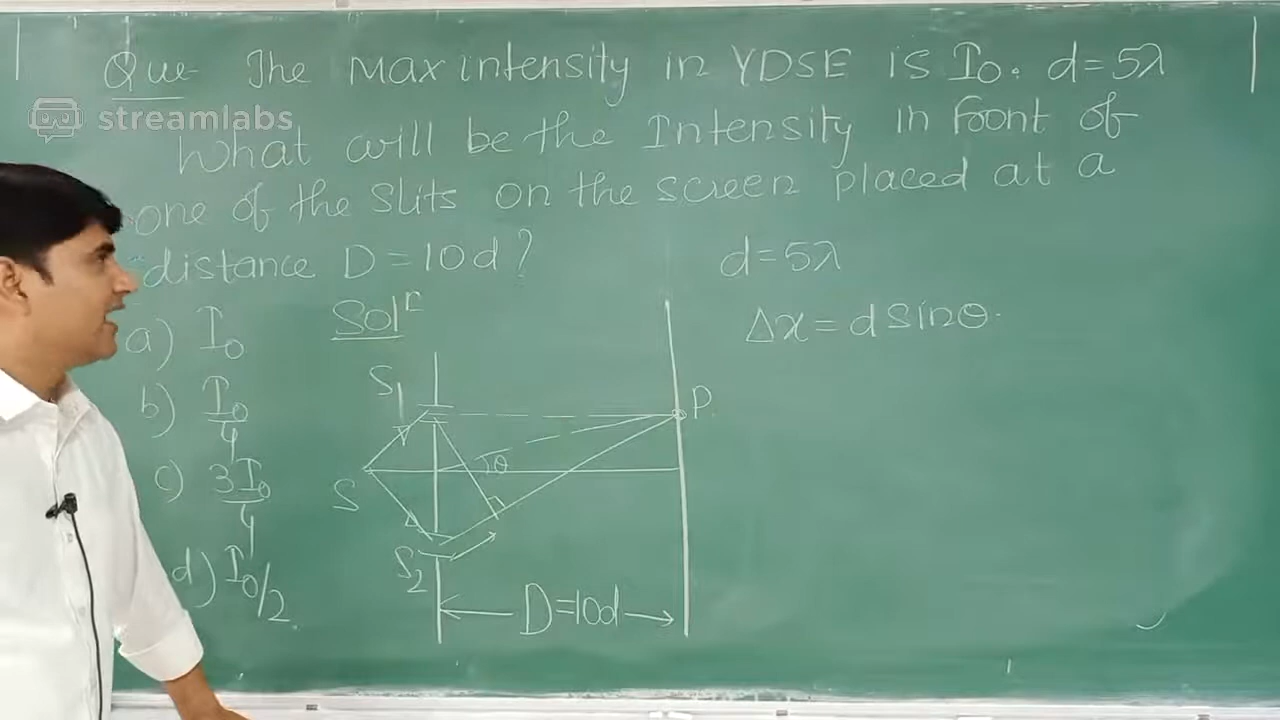 Que The Max intensity in YDSE is I₀. d=5λ
streamlabs
What will be the Intensity in front of
one of the Slits on the screen placed at a
distance D=10d?
d=5λ
a) I₀
Solⁿ
Δx = d sinθ
b) I₀/4
S₁
P
c) 3I₀/4
θ
S
d) I₀/2
S₂
D=10d